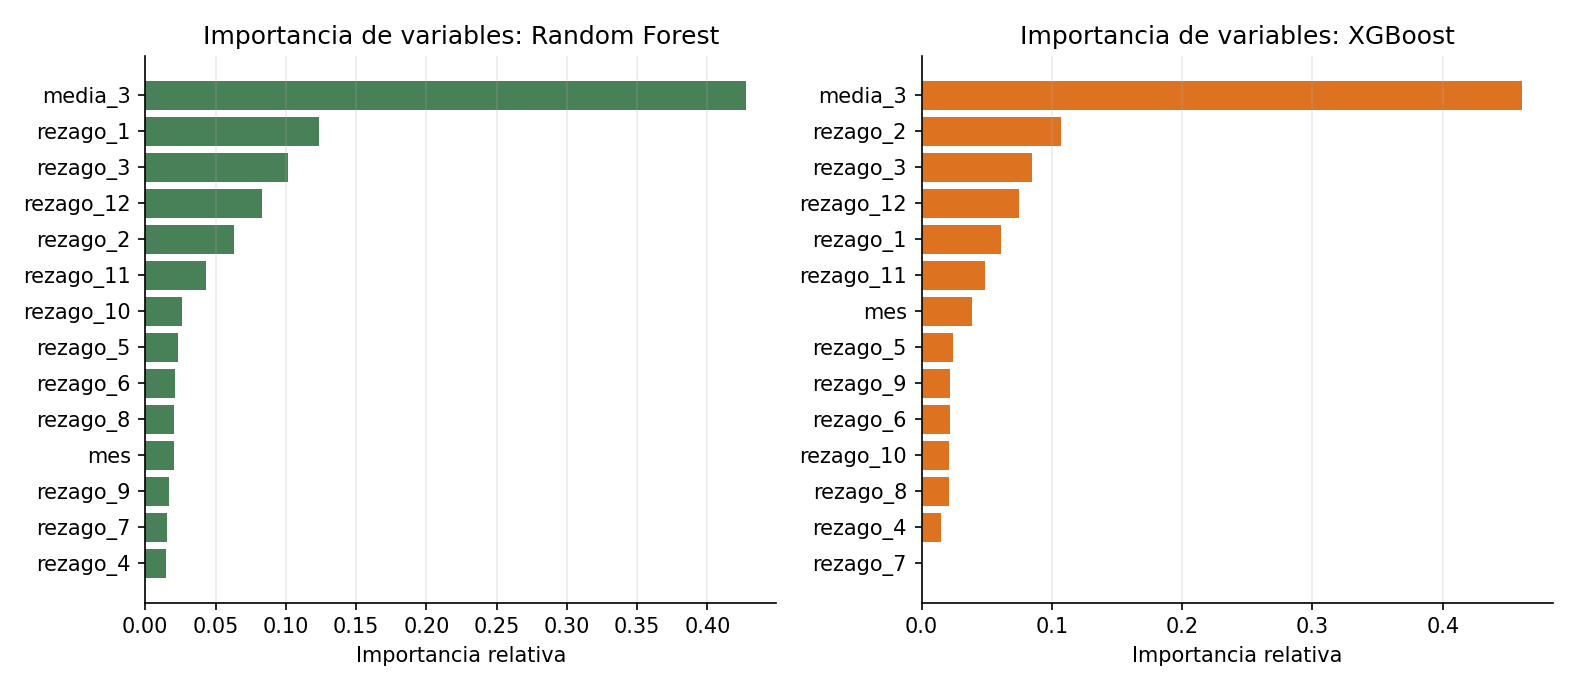 Importancia de variables: Random Forest
media_3
rezago_1
rezago_3
rezago_12
rezago_2
rezago_11
rezago_10
rezago_5
rezago_6
rezago_8
mes
rezago_9
rezago_7
rezago_4
0.00 0.05 0.10 0.15 0.20 0.25 0.30 0.35 0.40
Importancia relativa
Importancia de variables: XGBoost
media_3
rezago_2
rezago_3
rezago_12
rezago_1
rezago_11
mes
rezago_5
rezago_9
rezago_6
rezago_10
rezago_8
rezago_4
rezago_7
0.0 0.1 0.2 0.3 0.4
Importancia relativa